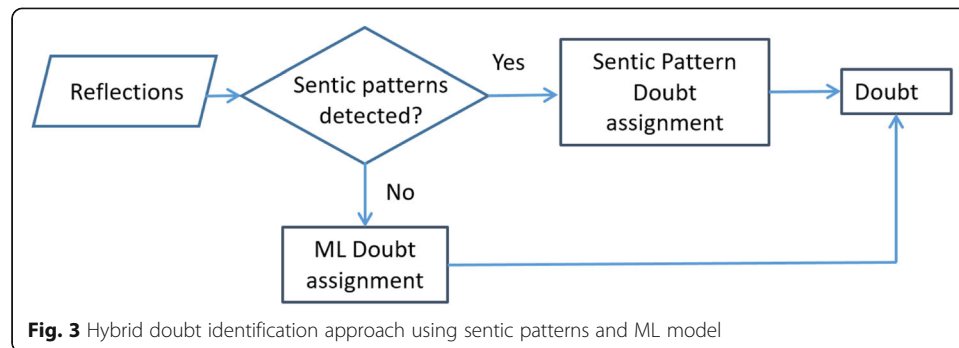 Reflections
Sentic patterns
detected?
Yes
Sentic Pattern
Doubt
assignment
Doubt
No
ML Doubt
assignment
Fig. 3 Hybrid doubt identification approach using sentic patterns and ML model